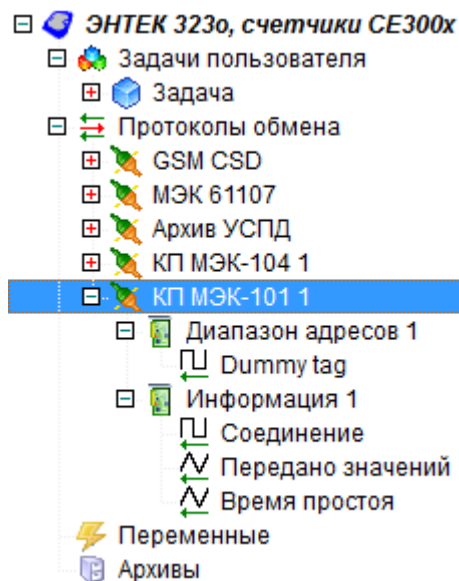 ЭНТЕК 323о, счетчики CE300x
Задачи пользователя
Задача
Протоколы обмена
GSM CSD
МЭК 61107
Архив УСПД
КП МЭК-104 1
КП МЭК-101 1
Диапазон адресов 1
Dummy tag
Информация 1
Соединение
Передано значений
Время простоя
Переменные
Архивы